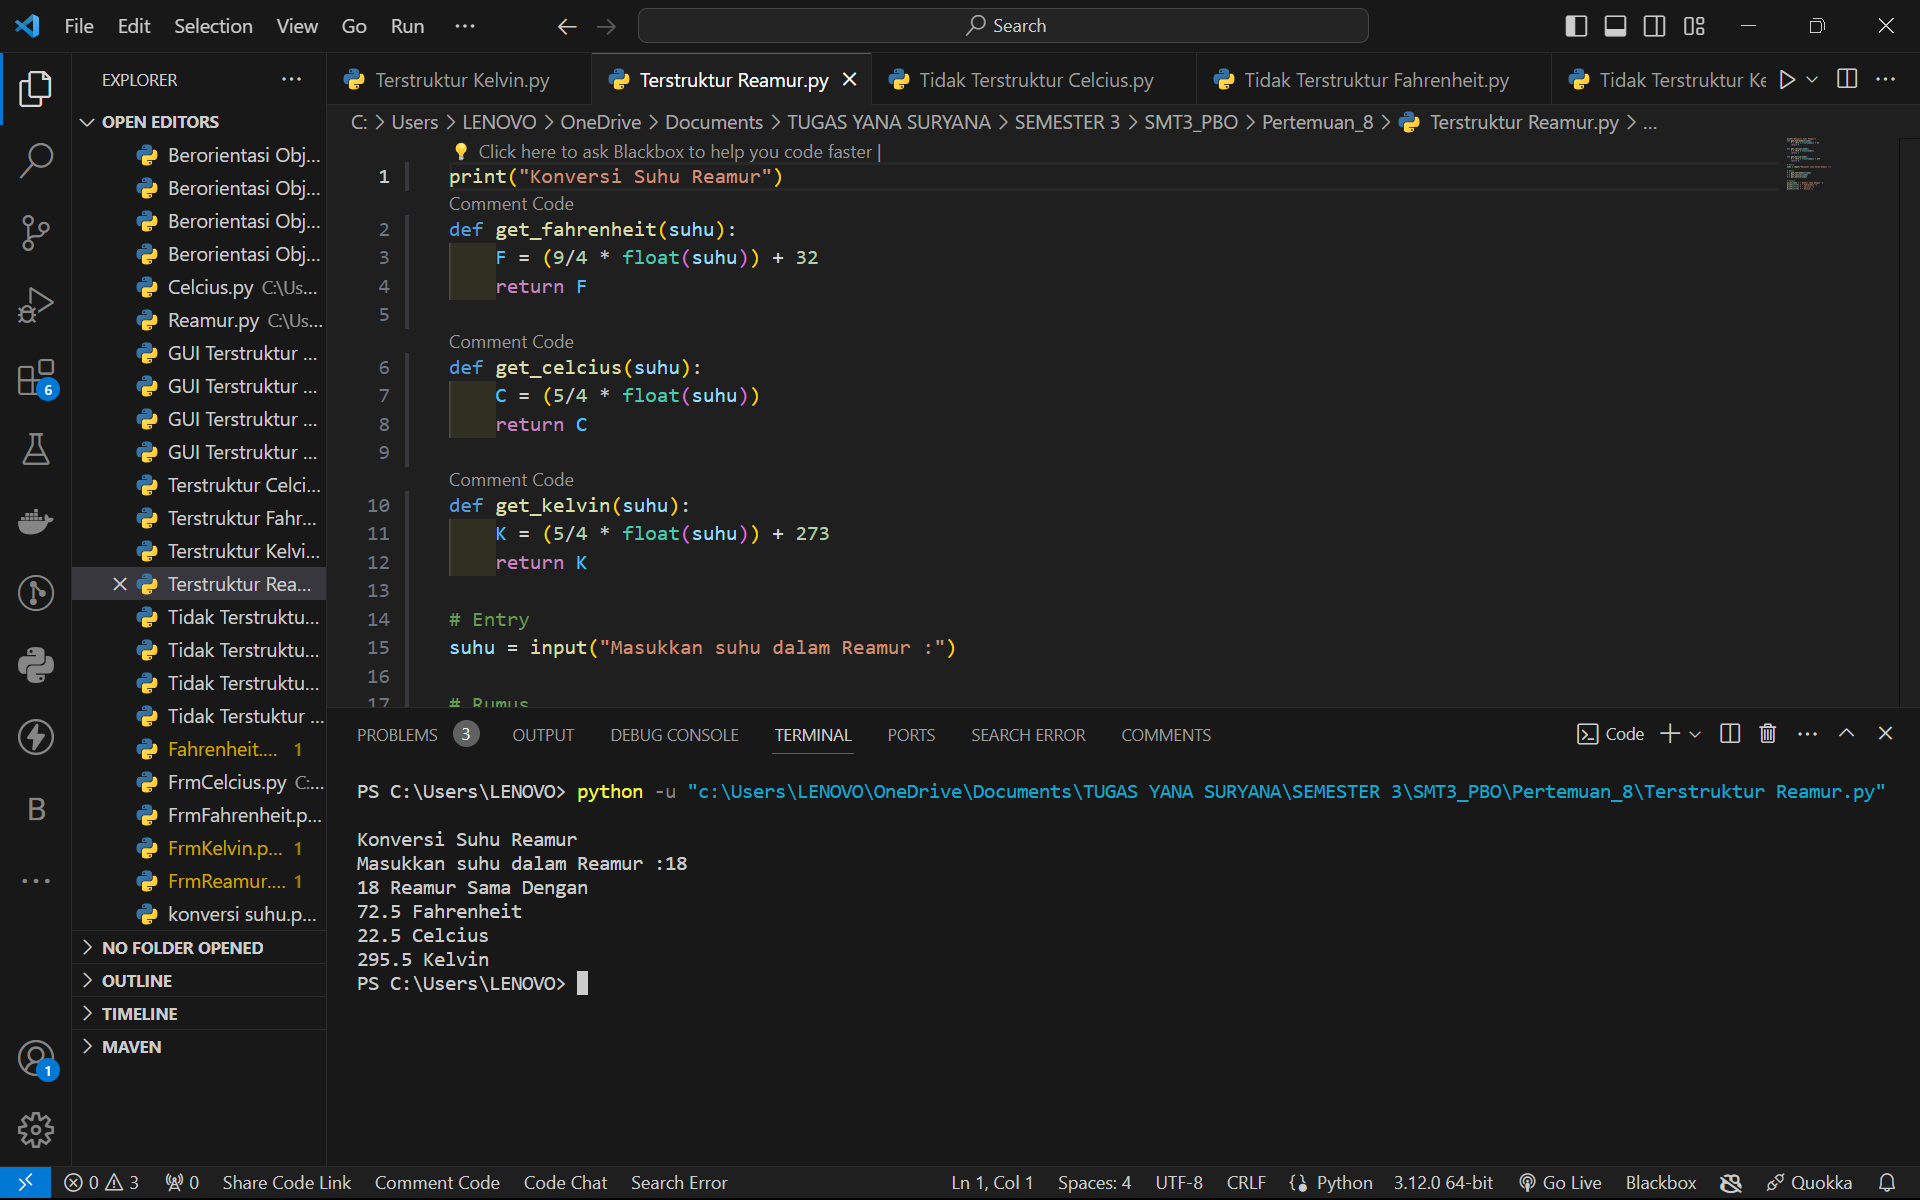 File Edit Selection View Go Run ...
Search
EXPLORER
Terstruktur Kelvin.py
Terstruktur Reamur.py
Tidak Terstruktur Celcius.py
Tidak Terstruktur Fahrenheit.py
Tidak Terstruktur Ke
C: > Users > LENOVO > OneDrive > Documents > TUGAS YANA SURYANA > SEMESTER 3 > SMT3_PBO > Pertemuan_8 > Terstruktur Reamur.py > ...
OPEN EDITORS
Berorientasi Obj...
Berorientasi Obj...
Berorientasi Obj...
Berorientasi Obj...
Celcius.py C:\Us...
Reamur.py C:\Us...
GUI Terstruktur ...
GUI Terstruktur ...
GUI Terstruktur ...
GUI Terstruktur ...
Terstruktur Celci...
Terstruktur Fahr...
Terstruktur Kelvi...
Terstruktur Rea...
Tidak Terstruktu...
Tidak Terstruktu...
Tidak Terstruktu...
Tidak Terstuktur ...
Fahrenheit.... 1
FrmCelcius.py C:...
FrmFahrenheit.p...
FrmKelvin.p... 1
FrmReamur.... 1
konversi suhu.p...
NO FOLDER OPENED
OUTLINE
TIMELINE
MAVEN
6
B
1
Click here to ask Blackbox to help you code faster |
1 print("Konversi Suhu Reamur")
Comment Code
2 def get_fahrenheit(suhu):
3 F = (9/4 * float(suhu)) + 32
4 return F
5
Comment Code
6 def get_celcius(suhu):
7 C = (5/4 * float(suhu))
8 return C
9
Comment Code
10 def get_kelvin(suhu):
11 K = (5/4 * float(suhu)) + 273
12 return K
13
14 # Entry
15 suhu = input("Masukkan suhu dalam Reamur :")
16
17 # Rumus
PROBLEMS 3 OUTPUT DEBUG CONSOLE TERMINAL PORTS SEARCH ERROR COMMENTS
Code
PS C:\Users\LENOVO> python -u "c:\Users\LENOVO\OneDrive\Documents\TUGAS YANA SURYANA\SEMESTER 3\SMT3_PBO\Pertemuan_8\Terstruktur Reamur.py"
Konversi Suhu Reamur
Masukkan suhu dalam Reamur :18
18 Reamur Sama Dengan
72.5 Fahrenheit
22.5 Celcius
295.5 Kelvin
PS C:\Users\LENOVO>
0 3 0 Share Code Link Comment Code Code Chat Search Error Ln 1, Col 1 Spaces: 4 UTF-8 CRLF Python 3.12.0 64-bit Go Live Blackbox Quokka